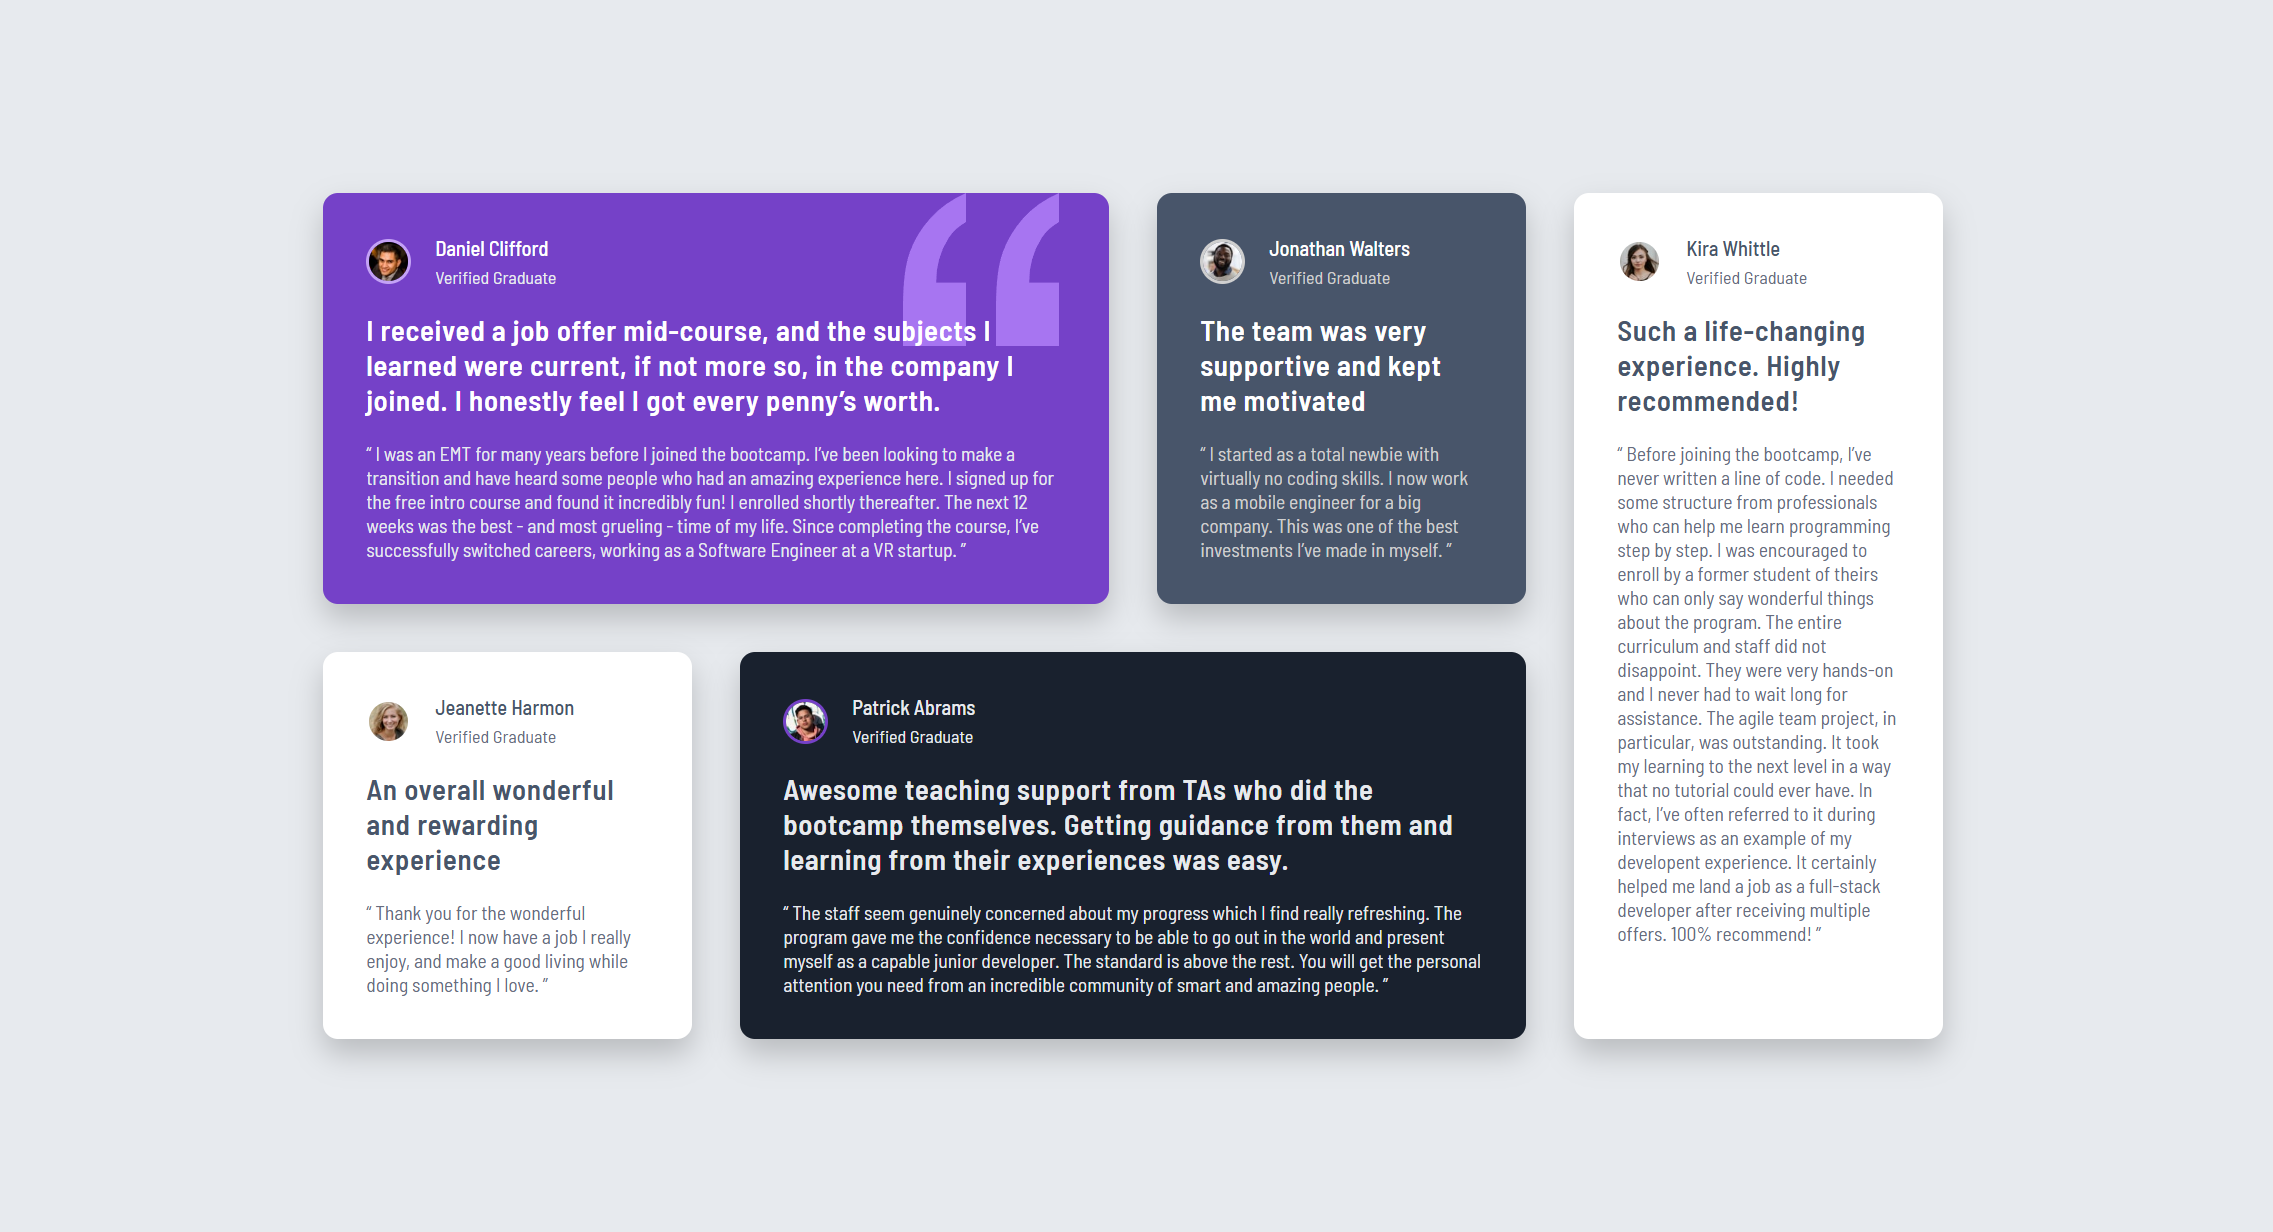 Daniel Clifford
Verified Graduate
I received a job offer mid-course, and the subjects I
learned were current, if not more so, in the company I
joined. I honestly feel I got every penny’s worth.
“ I was an EMT for many years before I joined the bootcamp. I’ve been looking to make a
transition and have heard some people who had an amazing experience here. I signed up for
the free intro course and found it incredibly fun! I enrolled shortly thereafter. The next 12
weeks was the best - and most grueling - time of my life. Since completing the course, I’ve
successfully switched careers, working as a Software Engineer at a VR startup. ”
Jonathan Walters
Verified Graduate
The team was very
supportive and kept
me motivated
“ I started as a total newbie with
virtually no coding skills. I now work
as a mobile engineer for a big
company. This was one of the best
investments I’ve made in myself. ”
Kira Whittle
Verified Graduate
Such a life-changing
experience. Highly
recommended!
“ Before joining the bootcamp, I’ve
never written a line of code. I needed
some structure from professionals
who can help me learn programming
step by step. I was encouraged to
enroll by a former student of theirs
who can only say wonderful things
about the program. The entire
curriculum and staff did not
disappoint. They were very hands-on
and I never had to wait long for
assistance. The agile team project, in
particular, was outstanding. It took
my learning to the next level in a way
that no tutorial could ever have. In
fact, I’ve often referred to it during
interviews as an example of my
developent experience. It certainly
helped me land a job as a full-stack
developer after receiving multiple
offers. 100% recommend! ”
Jeanette Harmon
Verified Graduate
An overall wonderful
and rewarding
experience
“ Thank you for the wonderful
experience! I now have a job I really
enjoy, and make a good living while
doing something I love. ”
Patrick Abrams
Verified Graduate
Awesome teaching support from TAs who did the
bootcamp themselves. Getting guidance from them and
learning from their experiences was easy.
“ The staff seem genuinely concerned about my progress which I find really refreshing. The
program gave me the confidence necessary to be able to go out in the world and present
myself as a capable junior developer. The standard is above the rest. You will get the personal
attention you need from an incredible community of smart and amazing people. ”